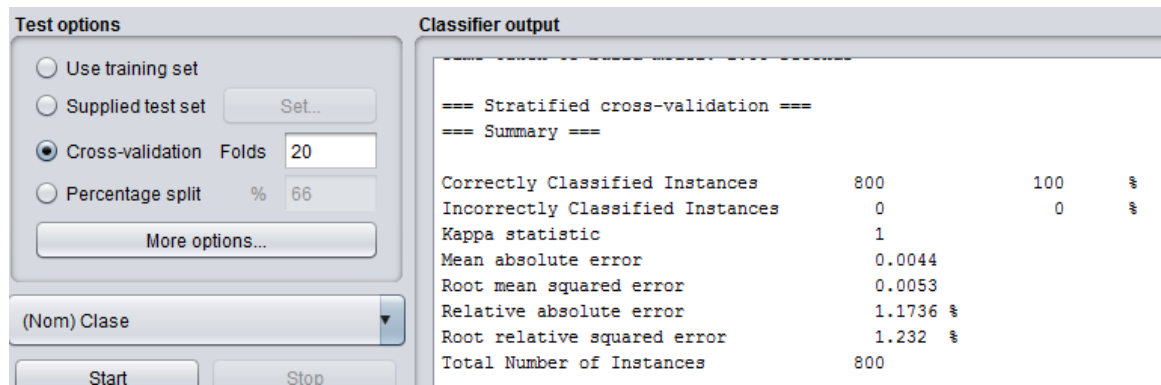 Test options
Use training set
Supplied test set Set...
Cross-validation Folds 20
Percentage split % 66
More options...
(Nom) Clase
Start Stop
Classifier output
=== Stratified cross-validation ===
=== Summary ===
Correctly Classified Instances 800 100 %
Incorrectly Classified Instances 0 0 %
Kappa statistic 1
Mean absolute error 0.0044
Root mean squared error 0.0053
Relative absolute error 1.1736 %
Root relative squared error 1.232 %
Total Number of Instances 800